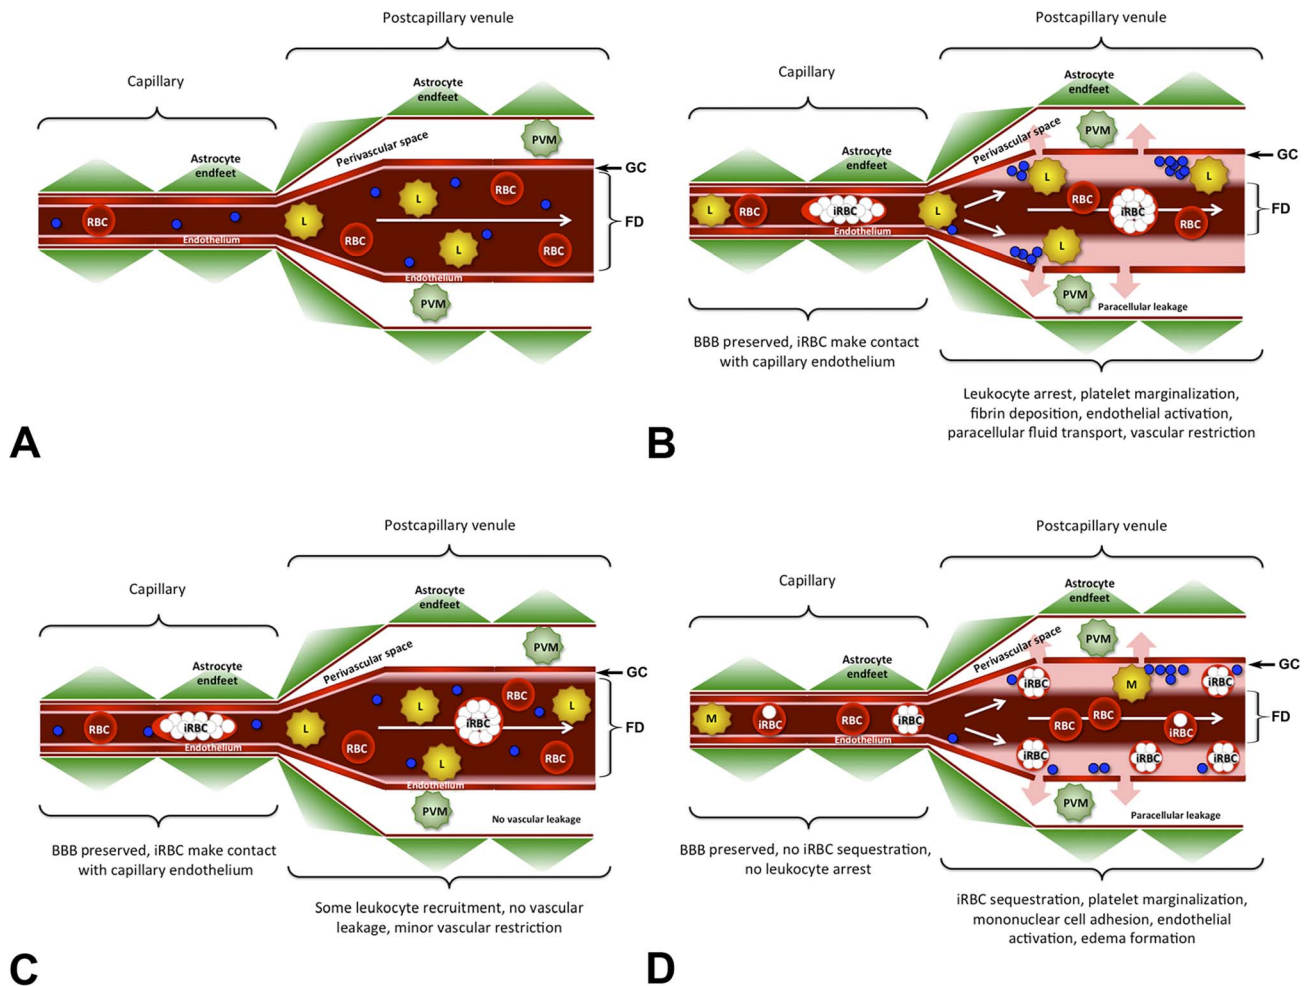 Postcapillary venule
Capillary
Astrocyte
endfeet
Astrocyte
endfeet
Perivascular space
PVM
GC
RBC
L
RBC
L
FD
RBC
L
RBC
Endothelium
Endothelium
PVM
A
Postcapillary venule
Capillary
Astrocyte
endfeet
Astrocyte
endfeet
Perivascular space
PVM
GC
L
L
RBC
L
RBC
iRBC
L
iRBC
RBC
FD
Endothelium
L
PVM
Paracellular leakage
BBB preserved, iRBC make contact
with capillary endothelium
Leukocyte arrest, platelet marginalization,
fibrin deposition, endothelial activation,
paracellular fluid transport, vascular restriction
B
Postcapillary venule
Capillary
Astrocyte
endfeet
Astrocyte
endfeet
Perivascular space
PVM
GC
RBC
L
L
RBC
iRBC
L
iRBC
FD
RBC
L
RBC
Endothelium
Endothelium
PVM
No vascular leakage
BBB preserved, iRBC make contact
with capillary endothelium
Some leukocyte recruitment, no vascular
leakage, minor vascular restriction
C
Postcapillary venule
Capillary
Astrocyte
endfeet
Astrocyte
endfeet
Perivascular space
PVM
GC
iRBC
M
iRBC
M
iRBC
RBC
iRBC
RBC
RBC
iRBC
FD
Endothelium
iRBC
iRBC
iRBC
PVM
Paracellular leakage
BBB preserved, no iRBC sequestration,
no leukocyte arrest
iRBC sequestration, platelet marginalization,
mononuclear cell adhesion, endothelial
activation, edema formation
D